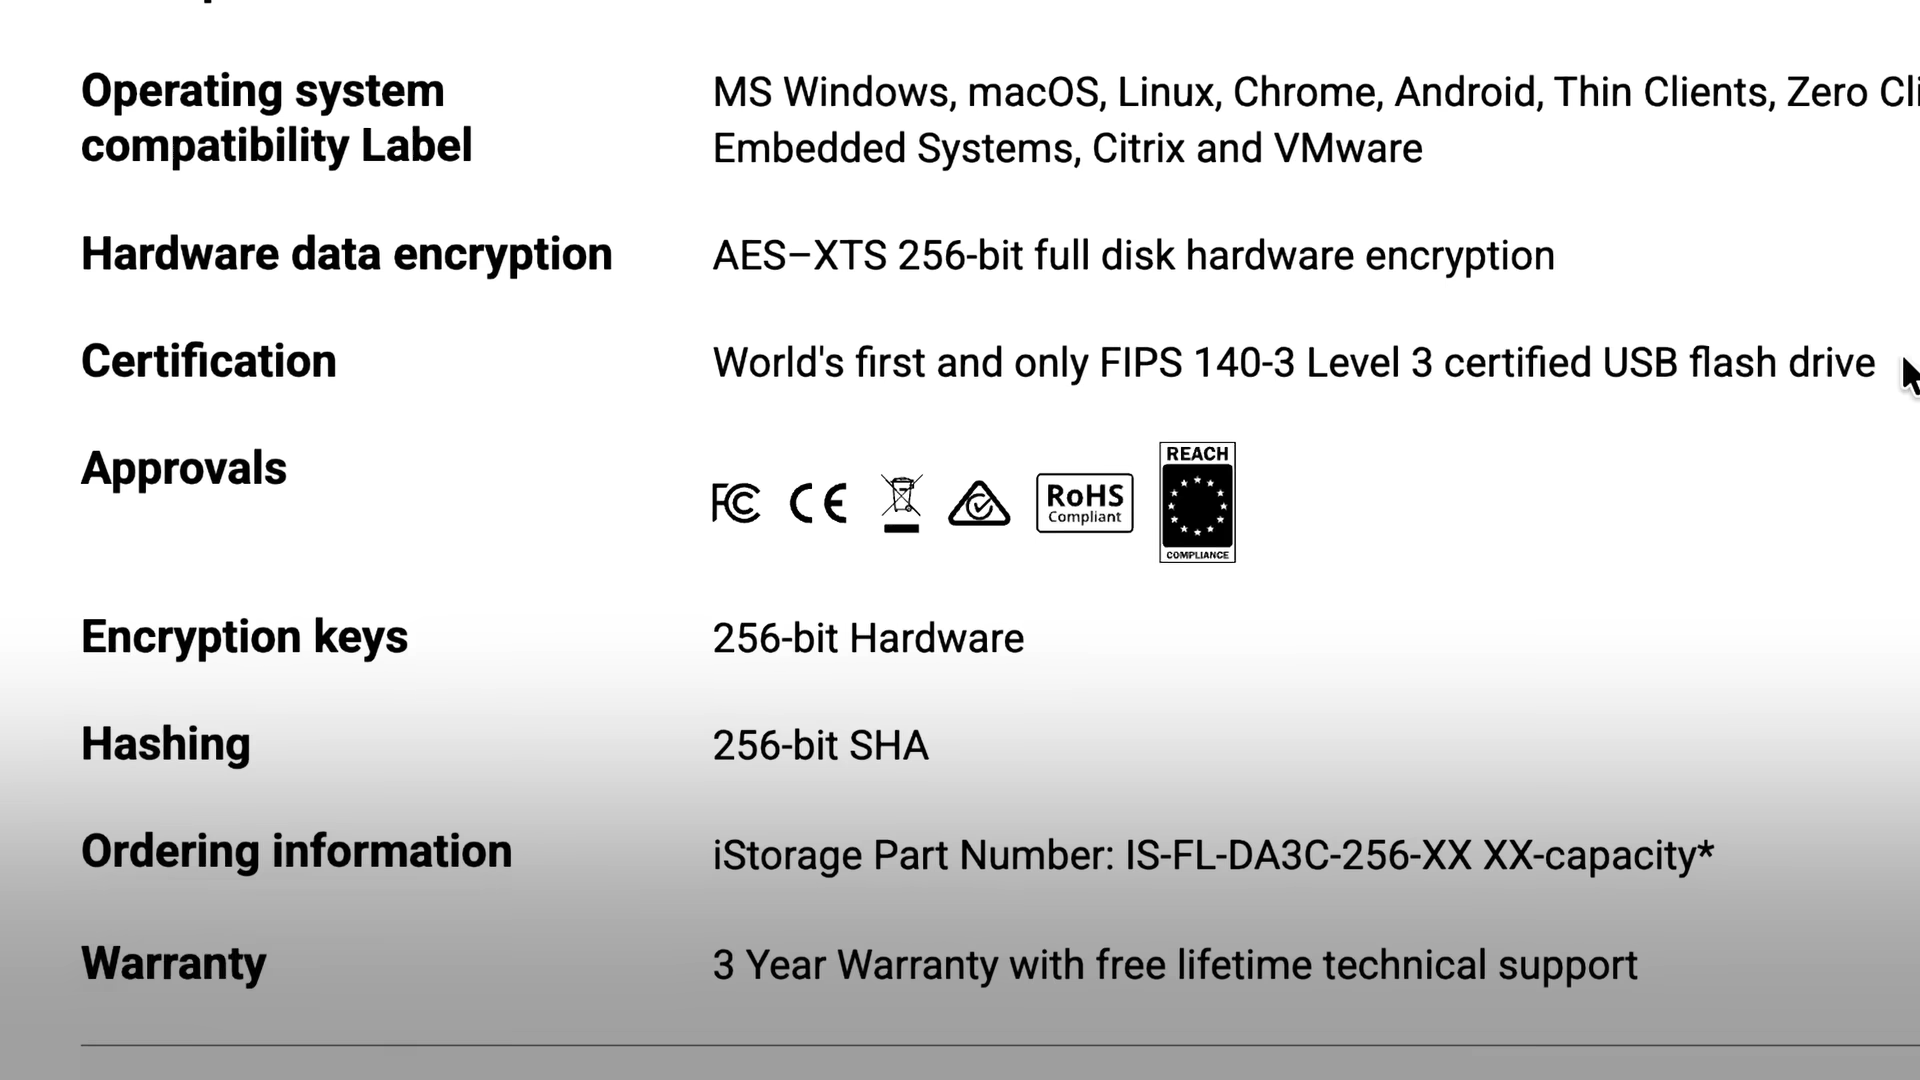 Operating system
compatibility Label
MS Windows, macOS, Linux, Chrome, Android, Thin Clients, Zero Cli
Embedded Systems, Citrix and VMware
Hardware data encryption
AES–XTS 256-bit full disk hardware encryption
Certification
World's first and only FIPS 140-3 Level 3 certified USB flash drive
Approvals
FC CE
RoHS
Compliant
REACH
COMPLIANCE
Encryption keys
256-bit Hardware
Hashing
256-bit SHA
Ordering information
iStorage Part Number: IS-FL-DA3C-256-XX XX-capacity*
Warranty
3 Year Warranty with free lifetime technical support